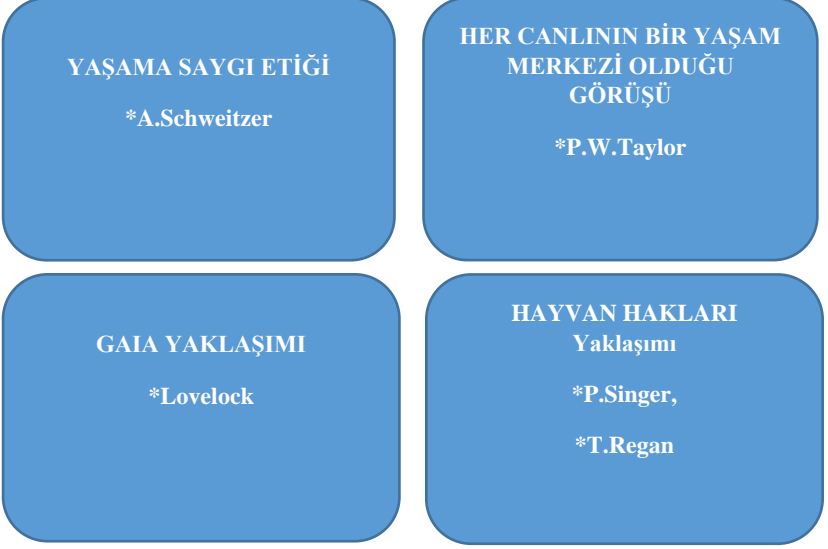 YAŞAMA SAYGI ETİĞİ
*A.Schweitzer
HER CANLININ BİR YAŞAM
MERKEZİ OLDUĞU
GÖRÜŞÜ
*P.W.Taylor
GAIA YAKLAŞIMI
*Lovelock
HAYVAN HAKLARI
Yaklaşımı
*P.Singer,
*T.Regan